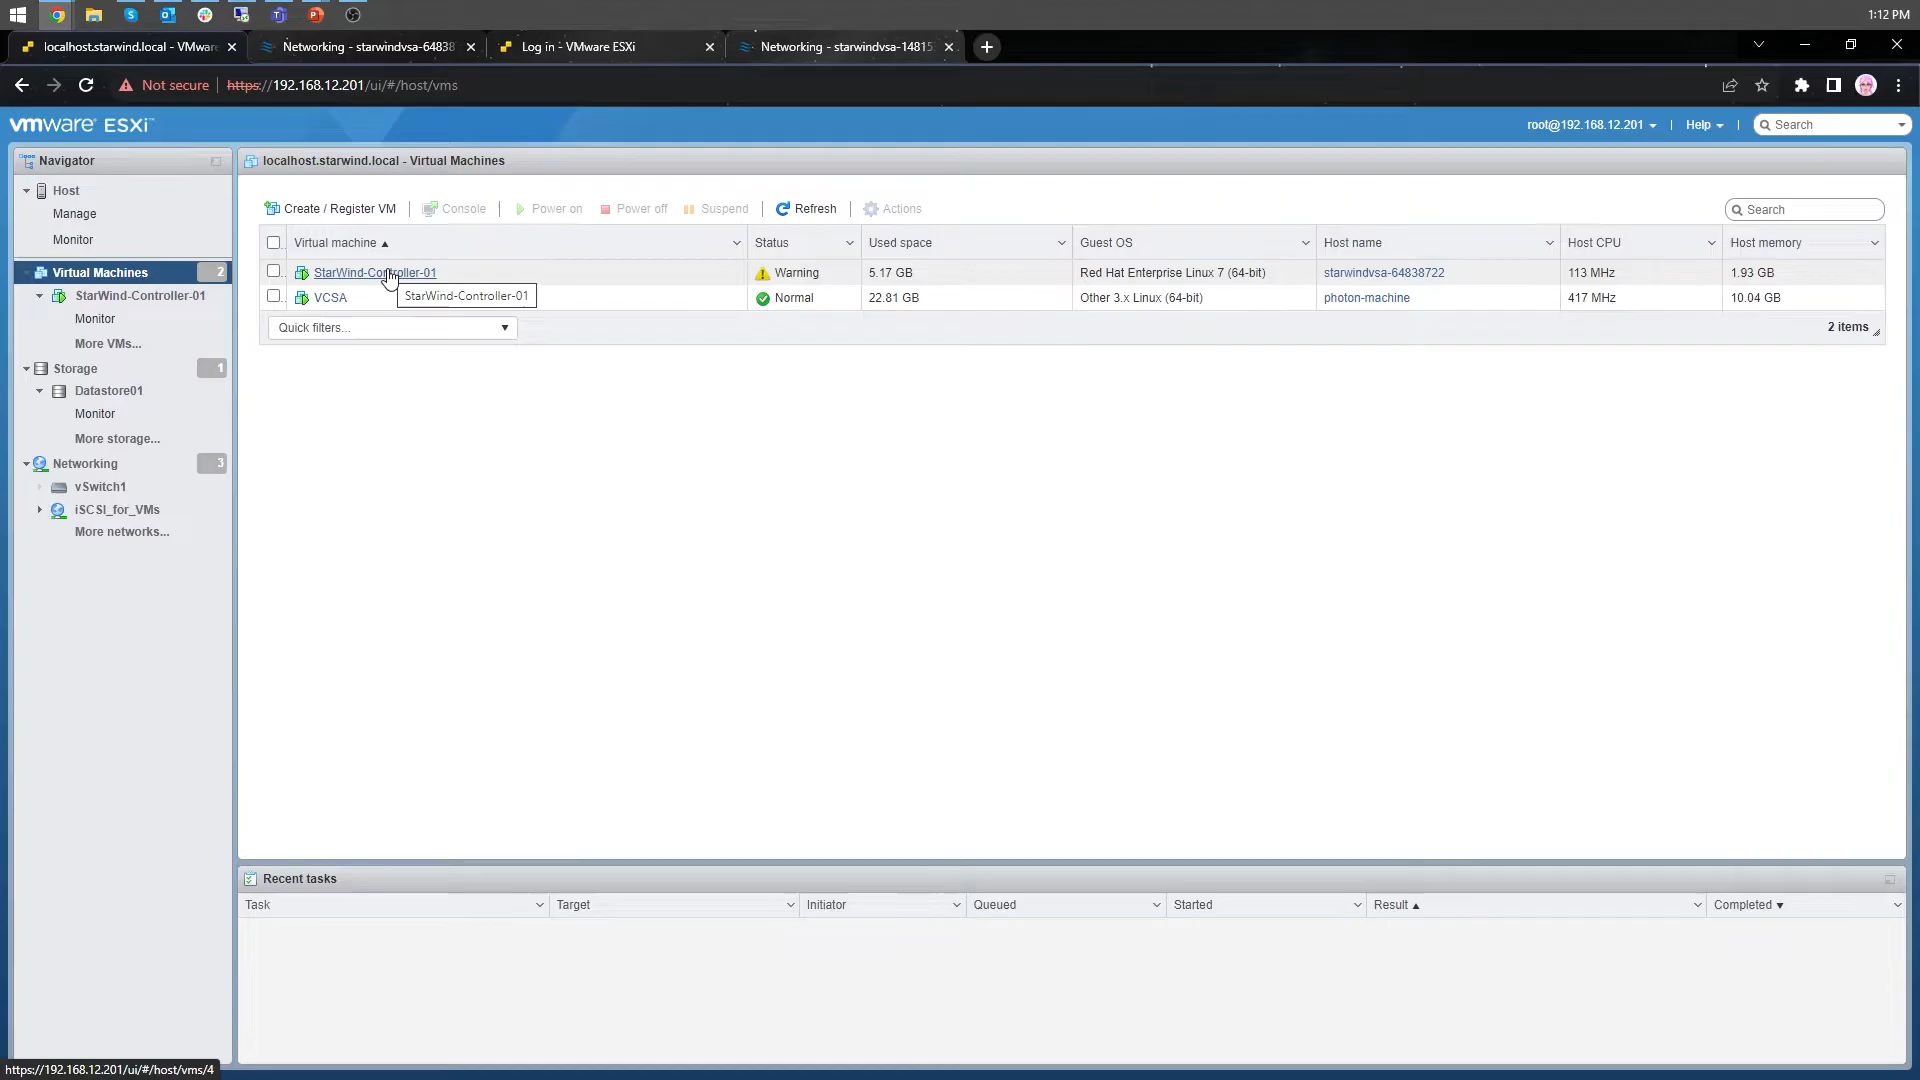 1:12 PM
localhost.starwind.local - VMware
Networking - starwindvsa-64838
Log in - VMware ESXi
Networking - starwindvsa-1481
Not secure https://192.168.12.201/ui/#/host/vms
vmware ESXi
root@192.168.12.201 Help Search
Navigator
Host
Manage
Monitor
Virtual Machines 2
StarWind-Controller-01
Monitor
More VMs...
Storage 1
Datastore01
Monitor
More storage...
Networking 3
vSwitch1
iSCSI_for_VMs
More networks...
localhost.starwind.local - Virtual Machines
Create / Register VM Console Power on Power off Suspend Refresh Actions Search
Virtual machine Status Used space Guest OS Host name Host CPU Host memory
StarWind-Controller-01 Warning 5.17 GB Red Hat Enterprise Linux 7 (64-bit) starwindvsa-64838722 113 MHz 1.93 GB
VCSA Normal 22.81 GB Other 3.x Linux (64-bit) photon-machine 417 MHz 10.04 GB
StarWind-Controller-01
Quick filters... 2 items
Recent tasks
Task Target Initiator Queued Started Result Completed
https://192.168.12.201/ui/#/host/vms/4